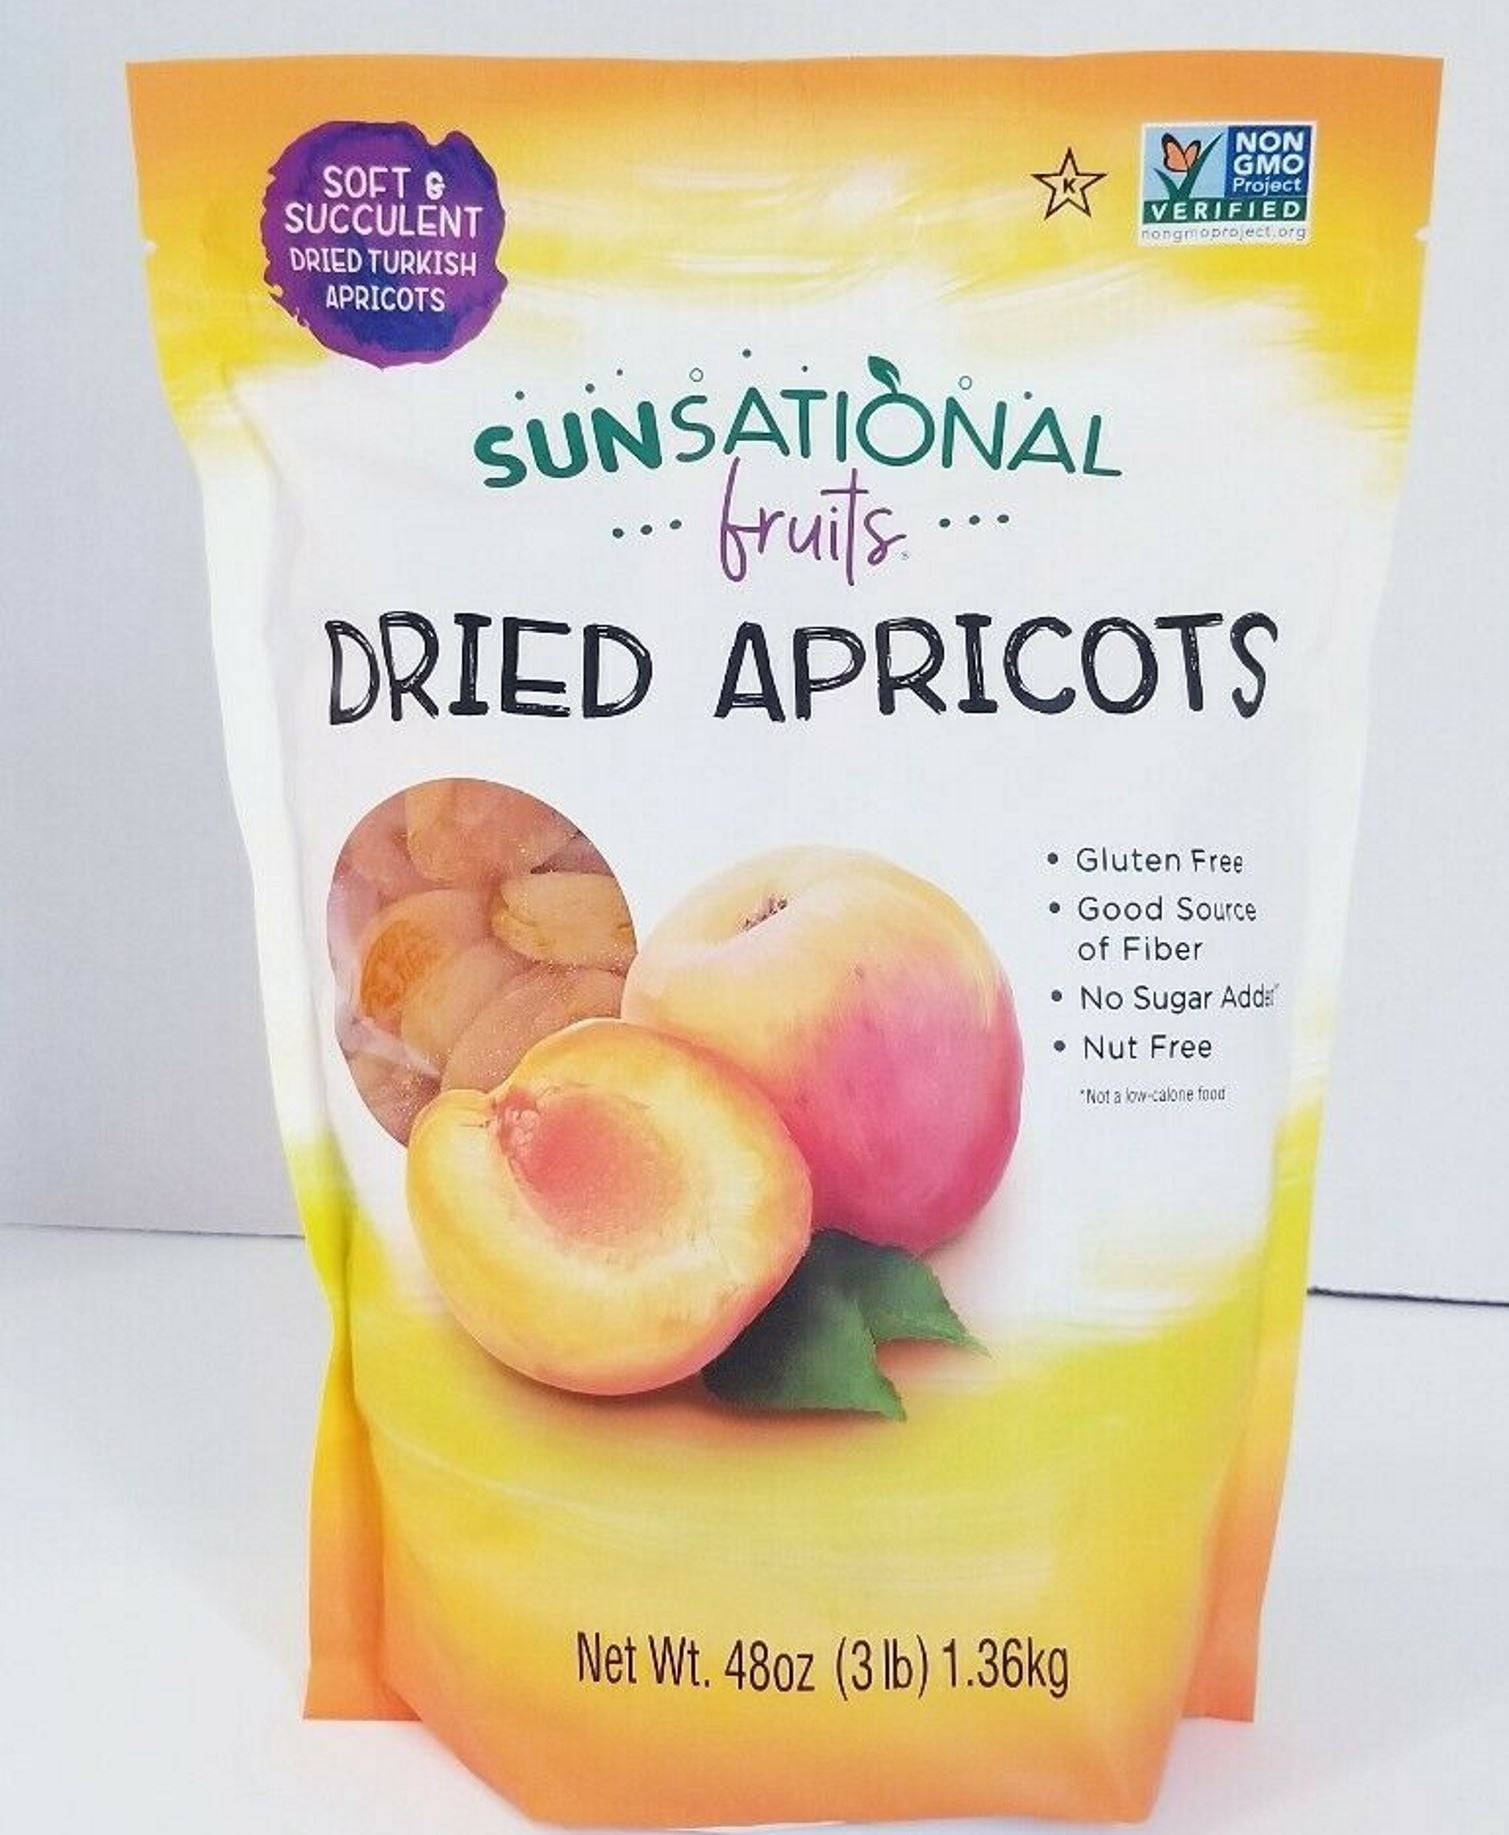 SOFT &
SUCCULENT
DRIED TURKISH
APRICOTS
K
NON
GMO
Project
VERIFIED
nongmoproject.org
SUNSATIONAL
fruits
DRIED APRICOTS
• Gluten Free
• Good Source
of Fiber
• No Sugar
• Nut Free
*Not a low-calorie food
Net Wt. 48oz (3 lb) 1.36kg